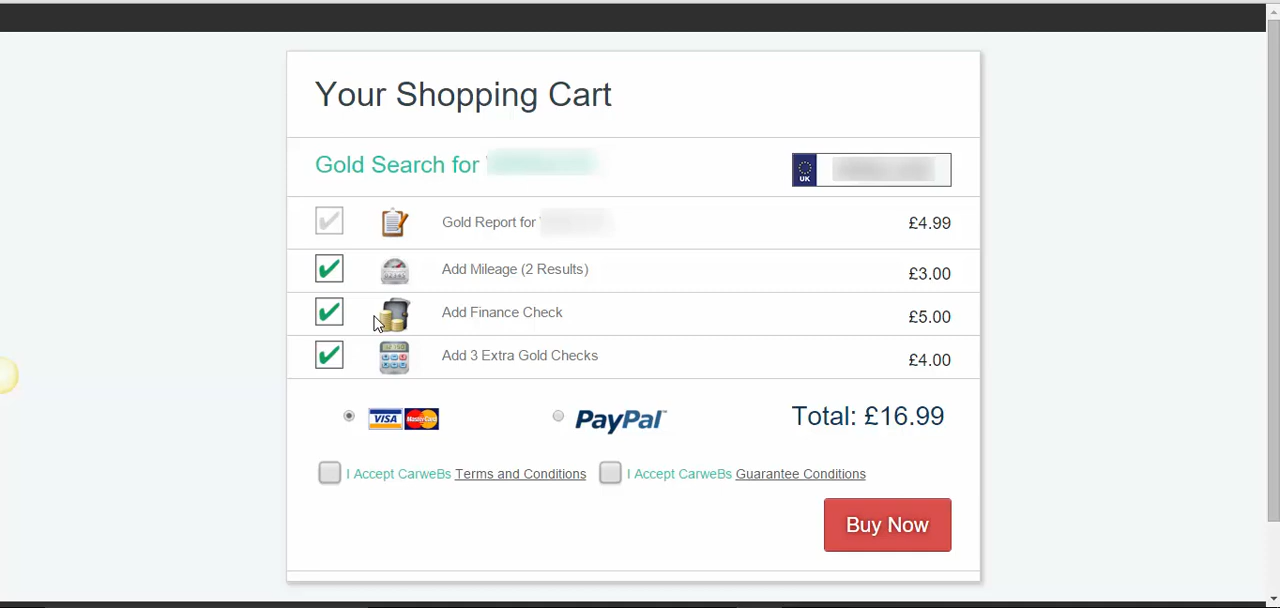 Your Shopping Cart
Gold Search for
UK
Gold Report for £4.99
Add Mileage (2 Results) £3.00
Add Finance Check £5.00
Add 3 Extra Gold Checks £4.00
VISA MasterCard PayPal Total: £16.99
I Accept CarweBs Terms and Conditions I Accept CarweBs Guarantee Conditions
Buy Now